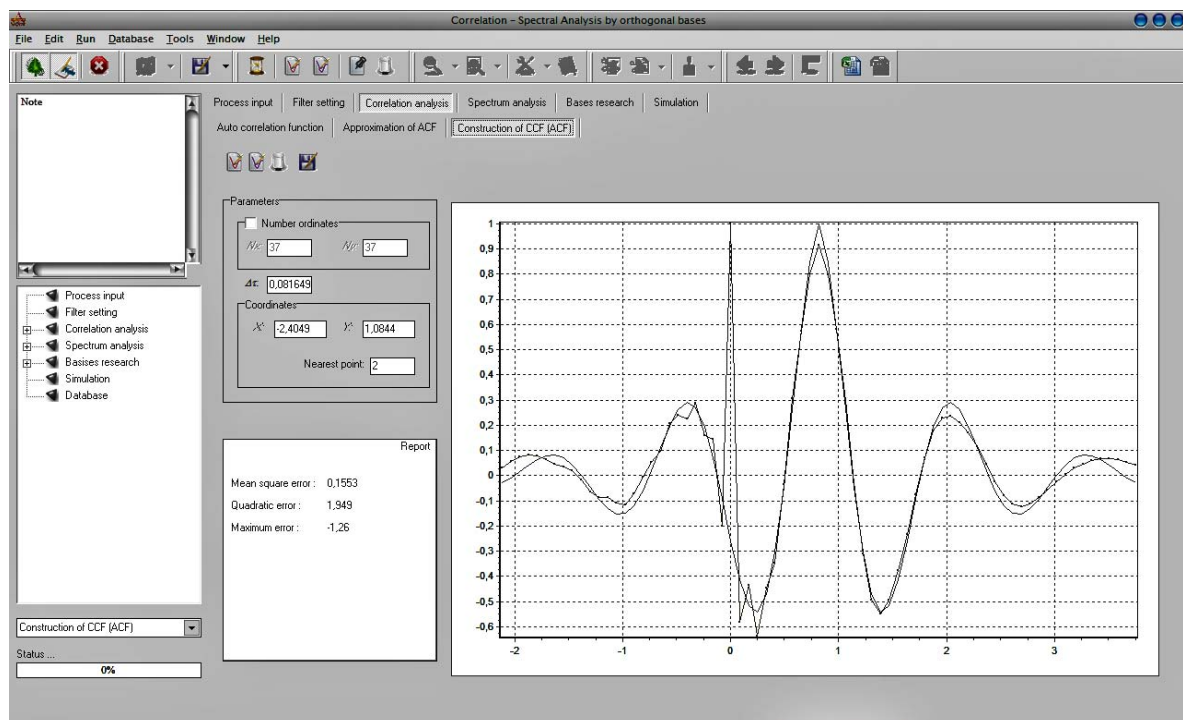 Correlation - Spectral Analysis by orthogonal bases
File Edit Run Database Tools Window Help
Note
Process input Filter setting Correlation analysis Spectrum analysis Bases research Simulation
Auto correlation function Approximation of ACF Construction of CCF (ACF)
Parameters
Number ordinates
Nx: 37 Ny: 37
Δτ: 0,081649
Coordinates
X: -2,4049 Y: 1,0844
Nearest point: 2
Process input
Filter setting
Correlation analysis
Spectrum analysis
Basises research
Simulation
Database
Report
Mean square error : 0,1553
Quadratic error : 1,949
Maximum error : -1,26
1
0,9
0,8
0,7
0,6
0,5
0,4
0,3
0,2
0,1
0
-0,1
-0,2
-0,3
-0,4
-0,5
-0,6
-2 -1 0 1 2 3
Construction of CCF (ACF)
Status ...
0%